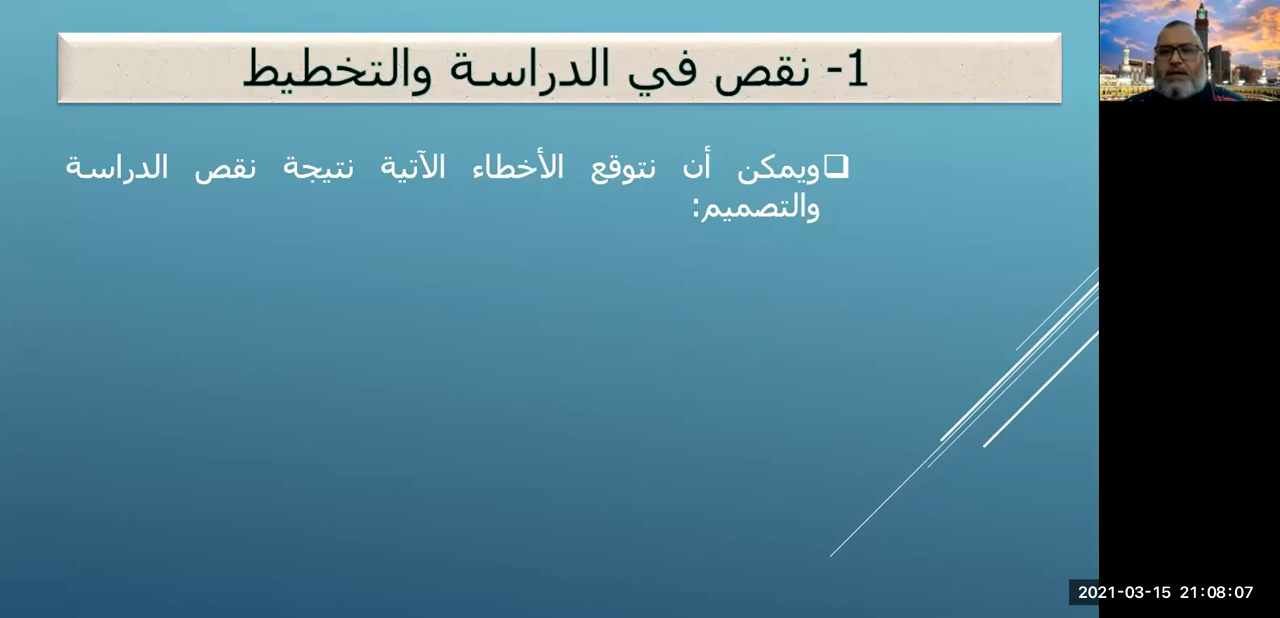 1- نقص في الدراسة والتخطيط
❑ويمكن أن نتوقع الأخطاء الآتية نتيجة نقص الدراسة
والتصميم:
2021-03-15 21:08:07